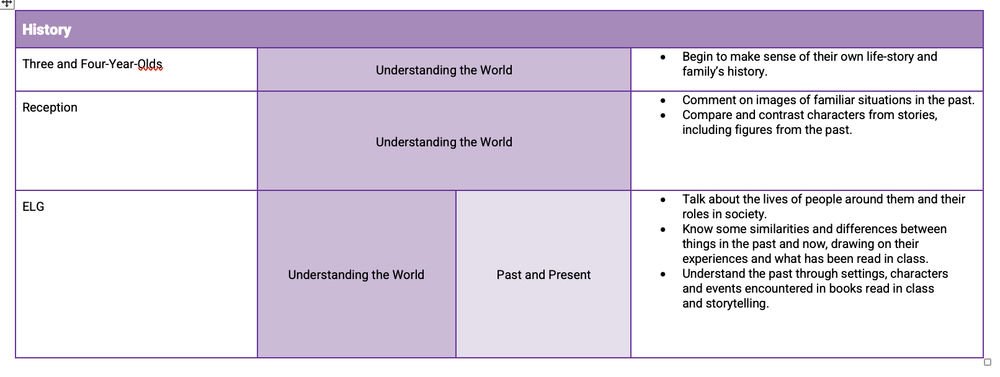 History
Three and Four-Year-Olds
Understanding the World
• Begin to make sense of their own life-story and
family’s history.
Reception
Understanding the World
• Comment on images of familiar situations in the past.
• Compare and contrast characters from stories,
including figures from the past.
ELG
Understanding the World
Past and Present
• Talk about the lives of people around them and their
roles in society.
• Know some similarities and differences between
things in the past and now, drawing on their
experiences and what has been read in class.
• Understand the past through settings, characters
and events encountered in books read in class
and storytelling.